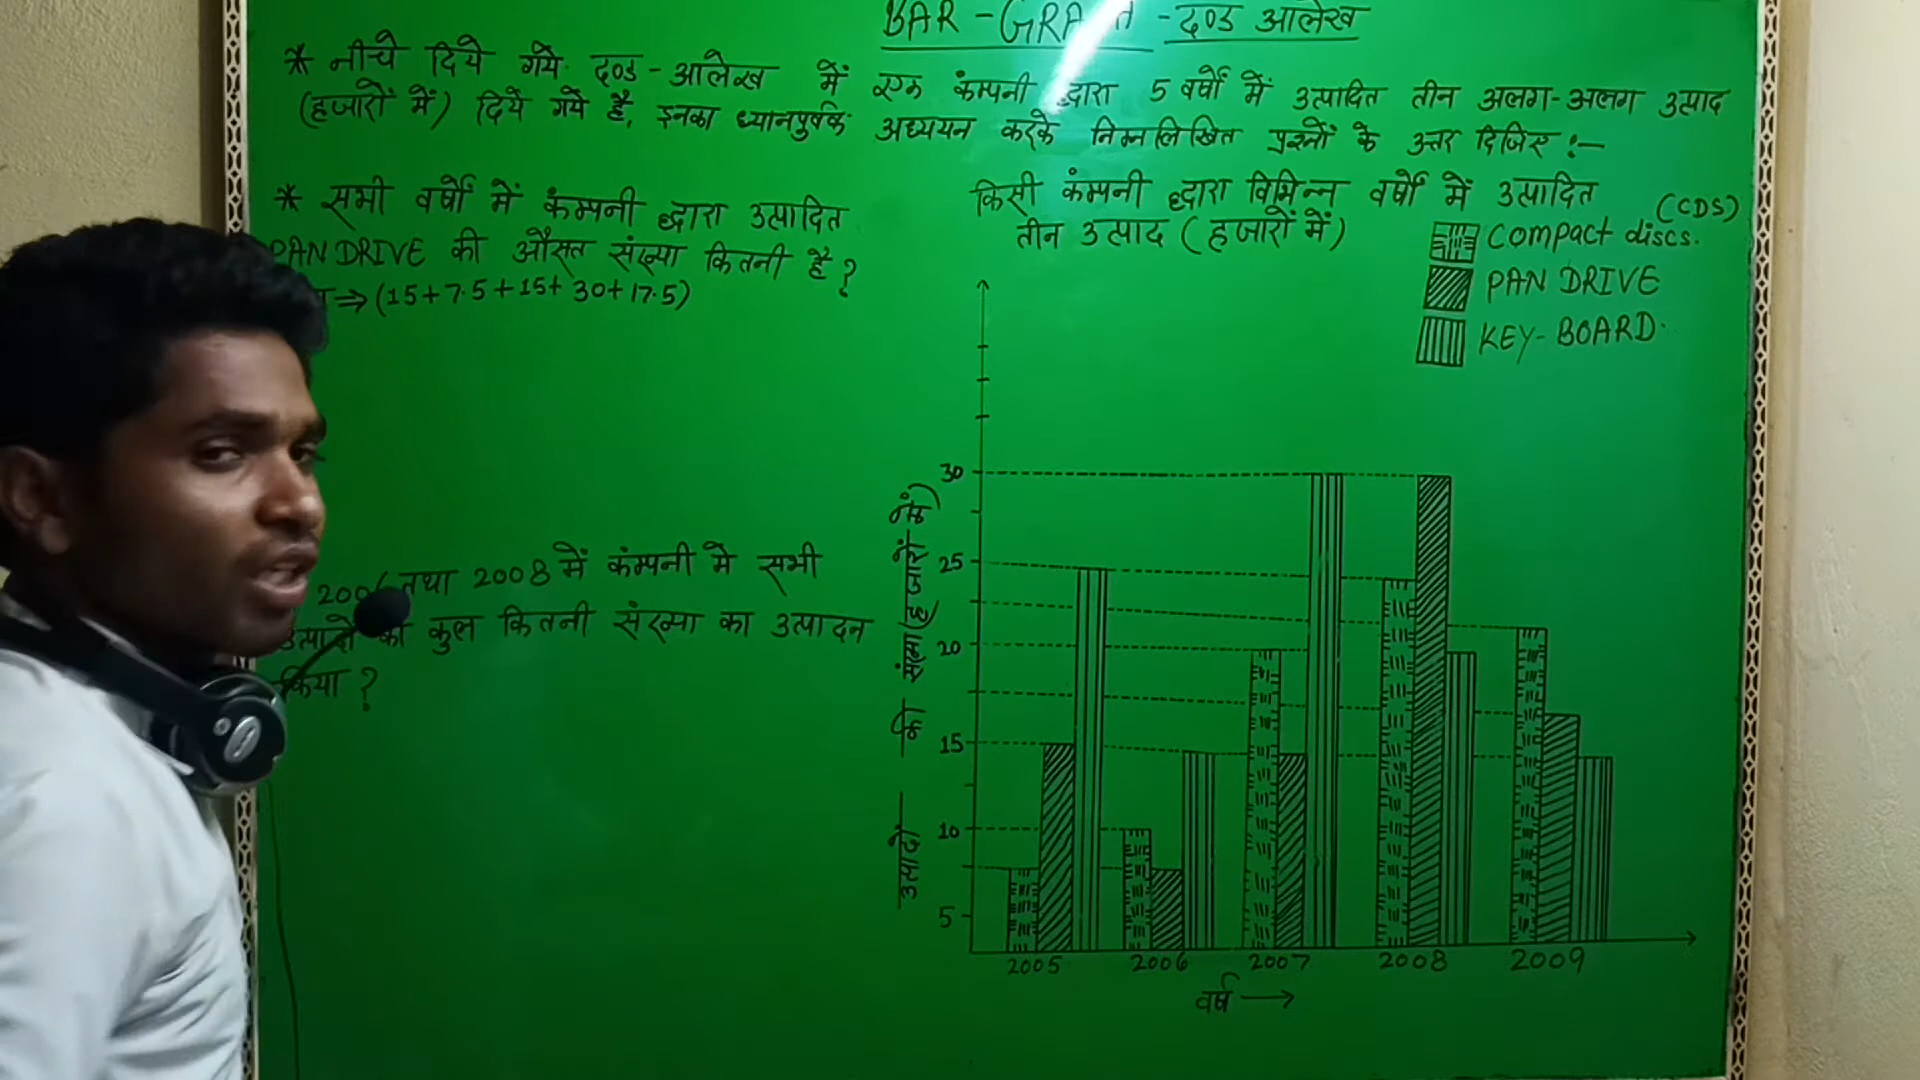 BAR-GRA - दण्ड आलेख
* नीचे दिये गये दण्ड-आलेख में एक कंम्पनी द्वारा 5 वर्षों में उत्पादित तीन अलग-अलग उत्पाद
(हजारों में) दिये गये है, इनका ध्यानपुर्वक अध्ययन करके निम्नलिखित प्रश्नों के उत्तर दिजिए :—
* सभी वर्षों में कंम्पनी द्वारा उत्पादित
PAN DRIVE की औसत संख्या कितनी है ?
⇒ (15+7.5+15+30+17.5)
तथा 2008 में कंम्पनी मे सभी
कुल कितनी संख्या का उत्पादन
किया ?
किसी कंम्पनी द्वारा विभिन्न वर्षों में उत्पादित
तीन उत्पाद (हजारों में)
(CDS)
COMPACT discs.
PAN DRIVE
KEY-BOARD.
उत्पादो की संख्या (हजारों में)
30
25
20
15
10
5
2005 2006 2007 2008 2009
वर्ष →